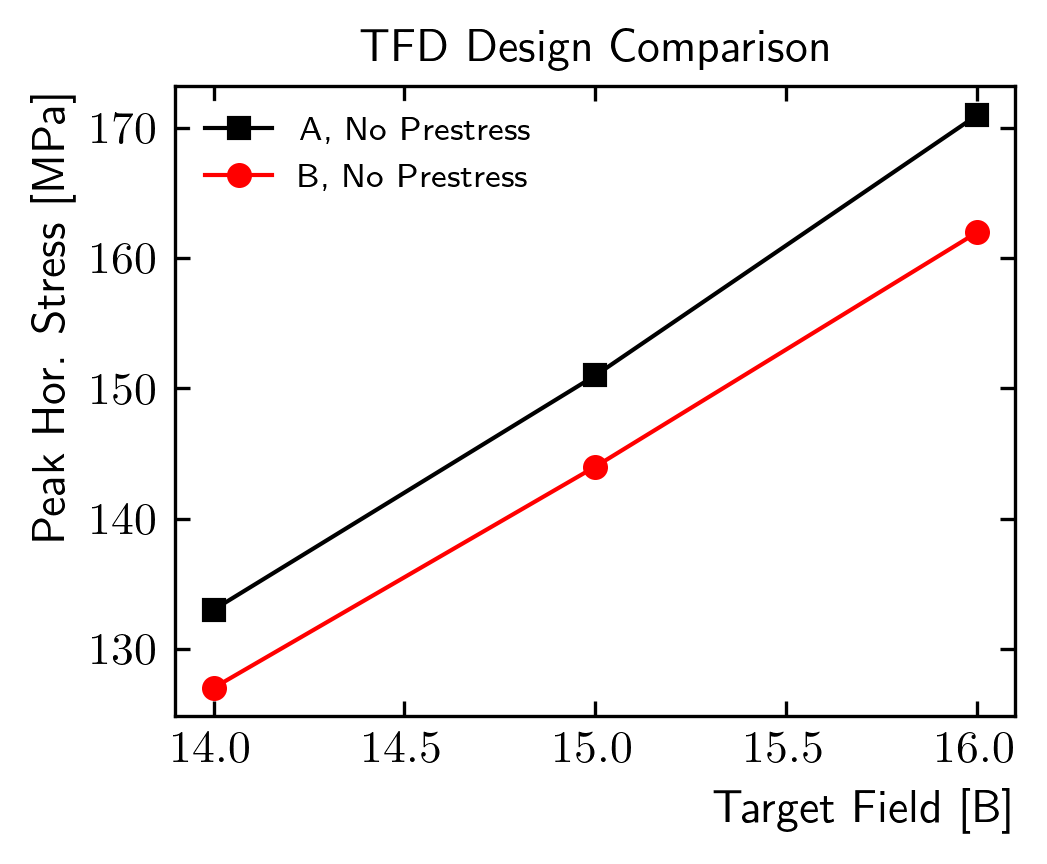 TFD Design Comparison
Peak Hor. Stress [MPa]
A, No Prestress
B, No Prestress
170
160
150
140
130
14.0 14.5 15.0 15.5 16.0
Target Field [B]